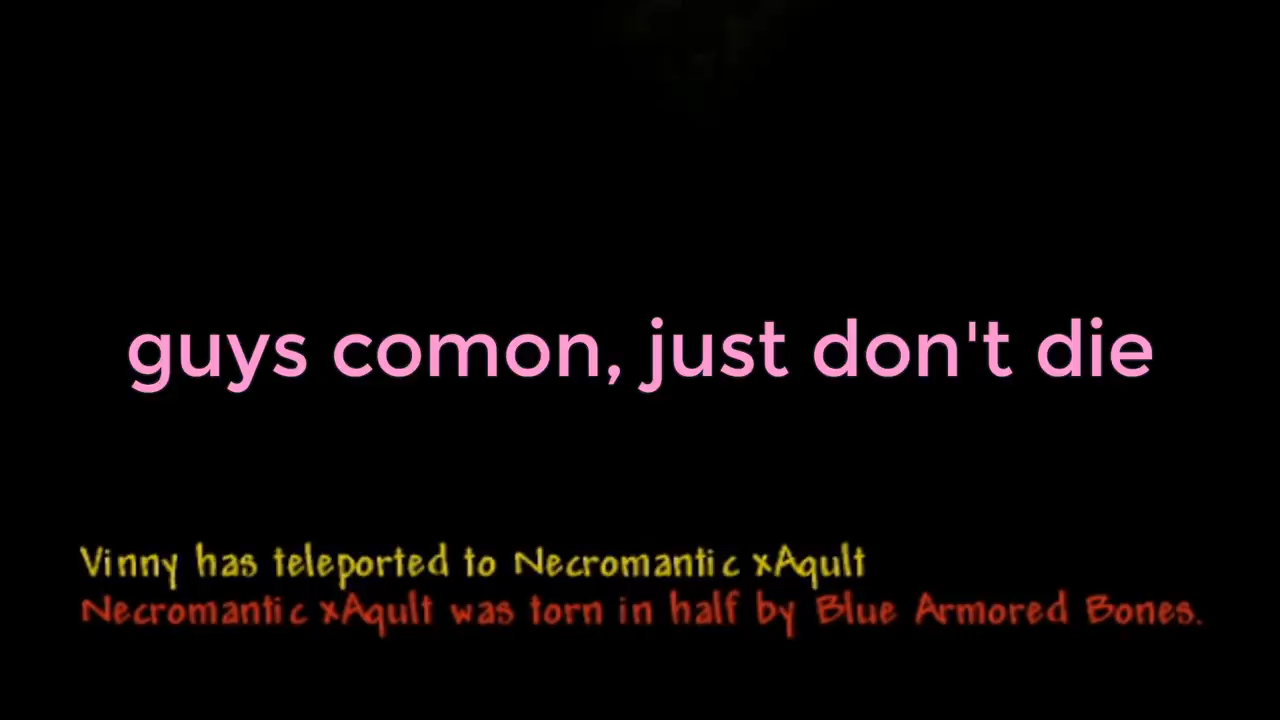 guys comon, just don't die
Vinny has teleported to Necromantic xAqult
Necromantic xAqult was torn in half by Blue Armored Bones.